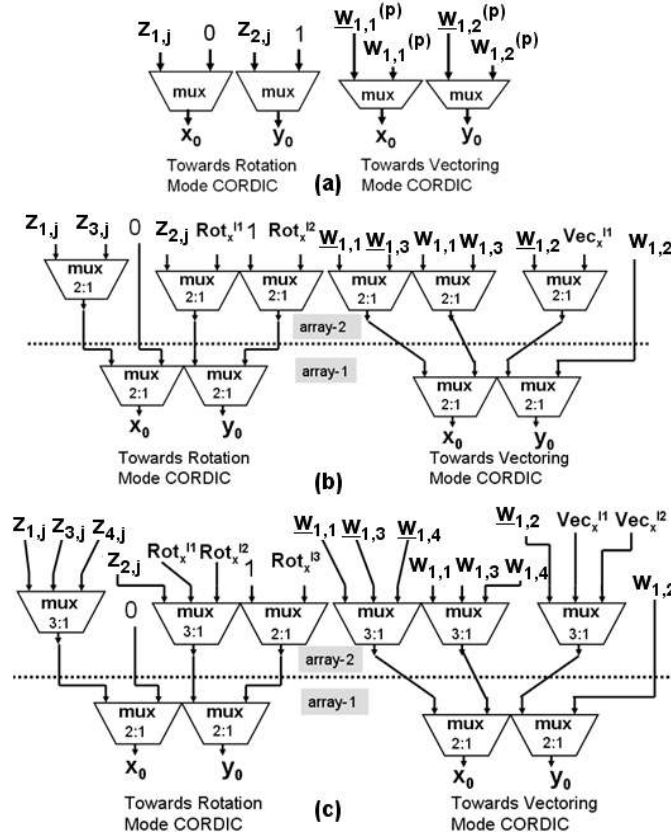 Z1,j 0 Z2,j 1 W1,1(p) W1,1(p) W1,2(p) W1,2(p)
mux mux mux mux
x0 y0 x0 y0
Towards Rotation Mode CORDIC
(a)
Towards Vectoring Mode CORDIC
Z1,j Z3,j 0 Z2,j Rotx^l1 1 Rotx^l2 W1,1 W1,3 W1,1 W1,3 W1,2 Vecx^l1 W1,2
mux 2:1 mux 2:1 mux 2:1 mux 2:1 mux 2:1 mux 2:1
array-2
array-1
mux 2:1 mux 2:1 mux 2:1 mux 2:1
x0 y0 x0 y0
Towards Rotation Mode CORDIC
(b)
Towards Vectoring Mode CORDIC
Z1,j Z3,j Z4,j 0 Z2,j Rotx^l1 Rotx^l2 1 Rotx^l3 W1,1 W1,3 W1,4 W1,1 W1,3 W1,4 W1,2 Vecx^l1 Vecx^l2 W1,2
mux 3:1 mux 3:1 mux 2:1 mux 3:1 mux 3:1 mux 3:1
array-2
array-1
mux 2:1 mux 2:1 mux 2:1 mux 2:1
x0 y0 x0 y0
Towards Rotation Mode CORDIC
(c)
Towards Vectoring Mode CORDIC